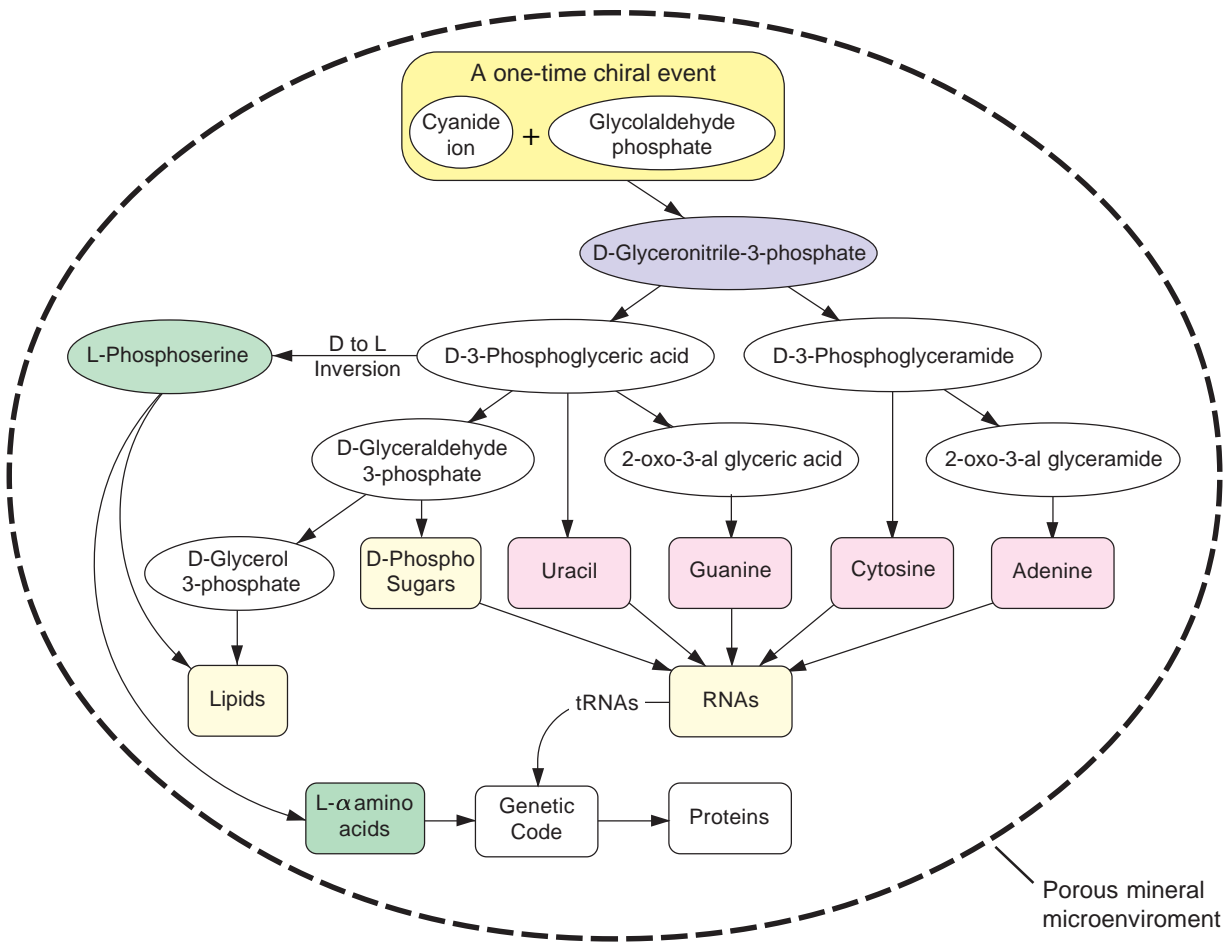 A one-time chiral event
Cyanide
ion
+
Glycolaldehyde
phosphate
D-Glyceronitrile-3-phosphate
L-Phosphoserine
D to L
Inversion
D-3-Phosphoglyceric acid
D-3-Phosphoglyceramide
D-Glyceraldehyde
3-phosphate
2-oxo-3-al glyceric acid
2-oxo-3-al glyceramide
D-Glycerol
3-phosphate
D-Phospho
Sugars
Uracil
Guanine
Cytosine
Adenine
Lipids
tRNAs
RNAs
L-α amino
acids
Genetic
Code
Proteins
Porous mineral
microenviroment